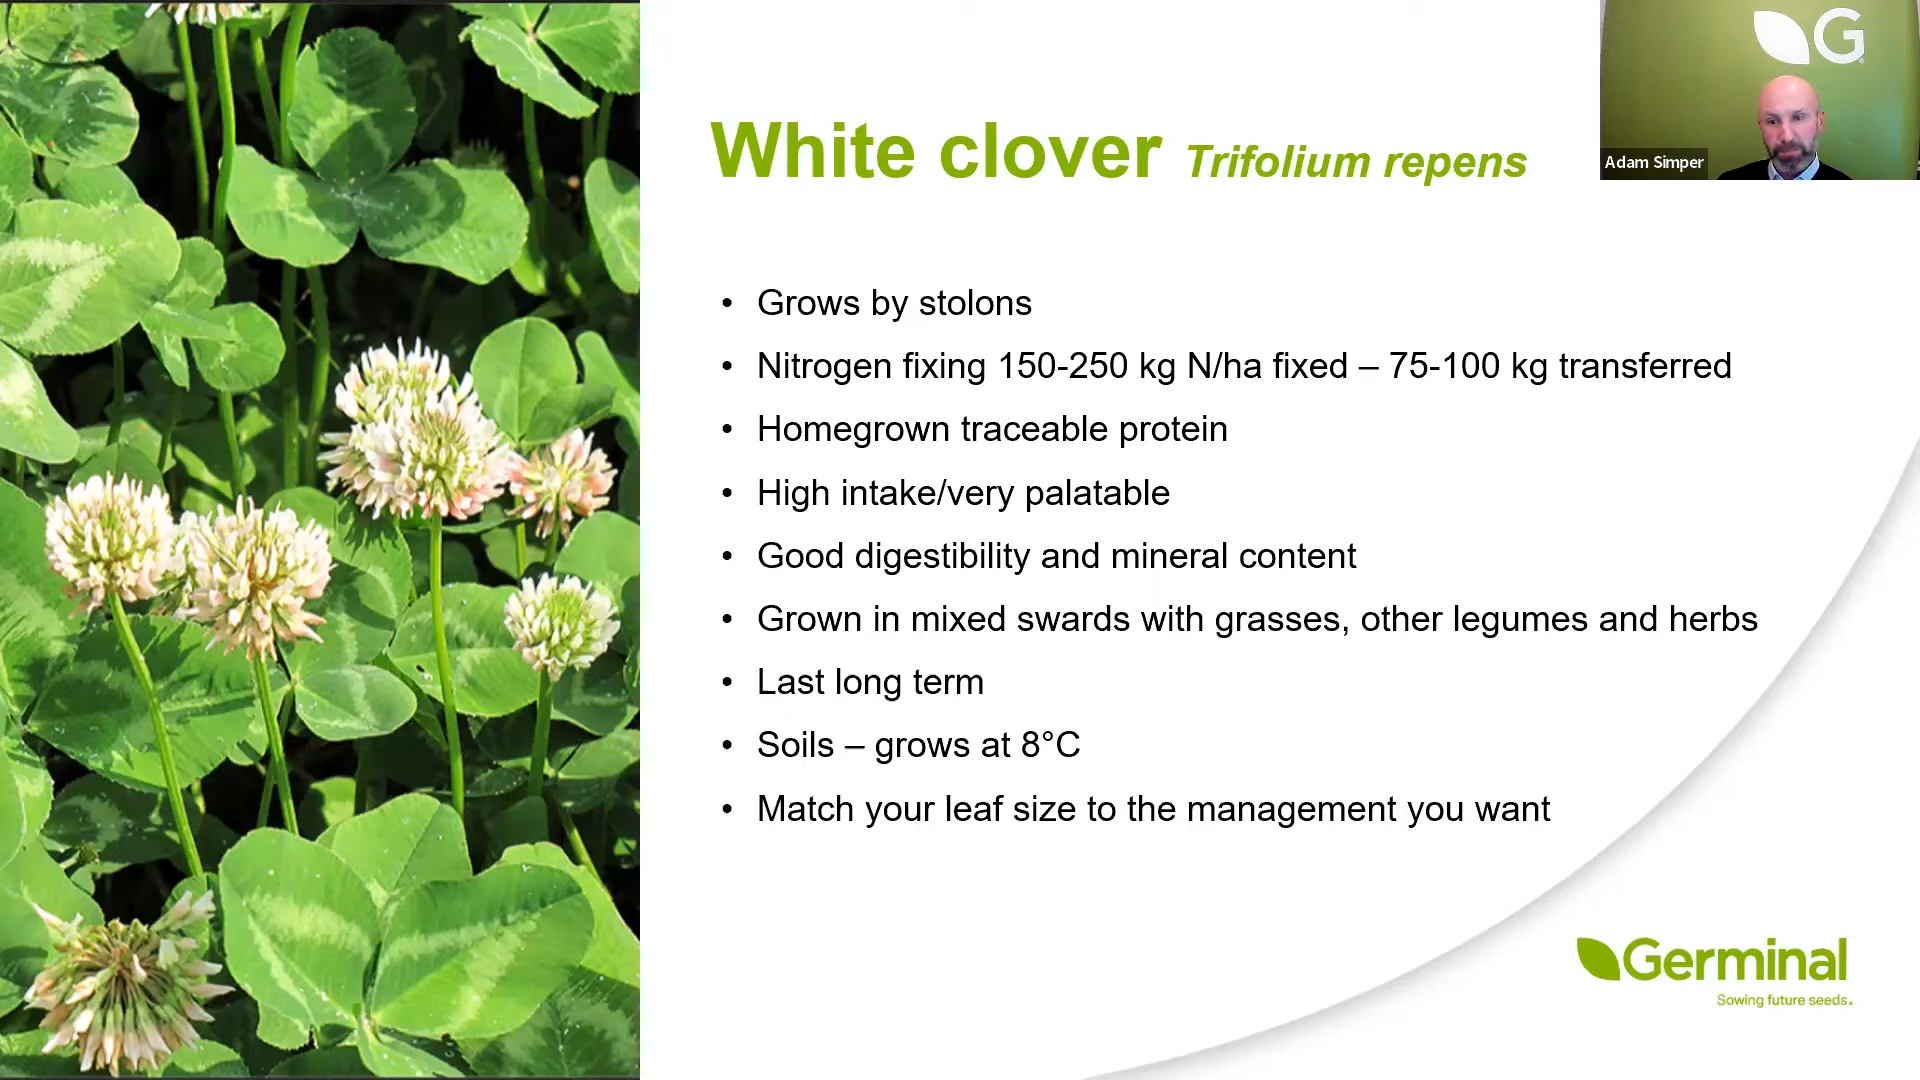 White clover Trifolium repens
Adam Simper
• Grows by stolons
• Nitrogen fixing 150-250 kg N/ha fixed – 75-100 kg transferred
• Homegrown traceable protein
• High intake/very palatable
• Good digestibility and mineral content
• Grown in mixed swards with grasses, other legumes and herbs
• Last long term
• Soils – grows at 8°C
• Match your leaf size to the management you want
Germinal
Sowing future seeds.
G